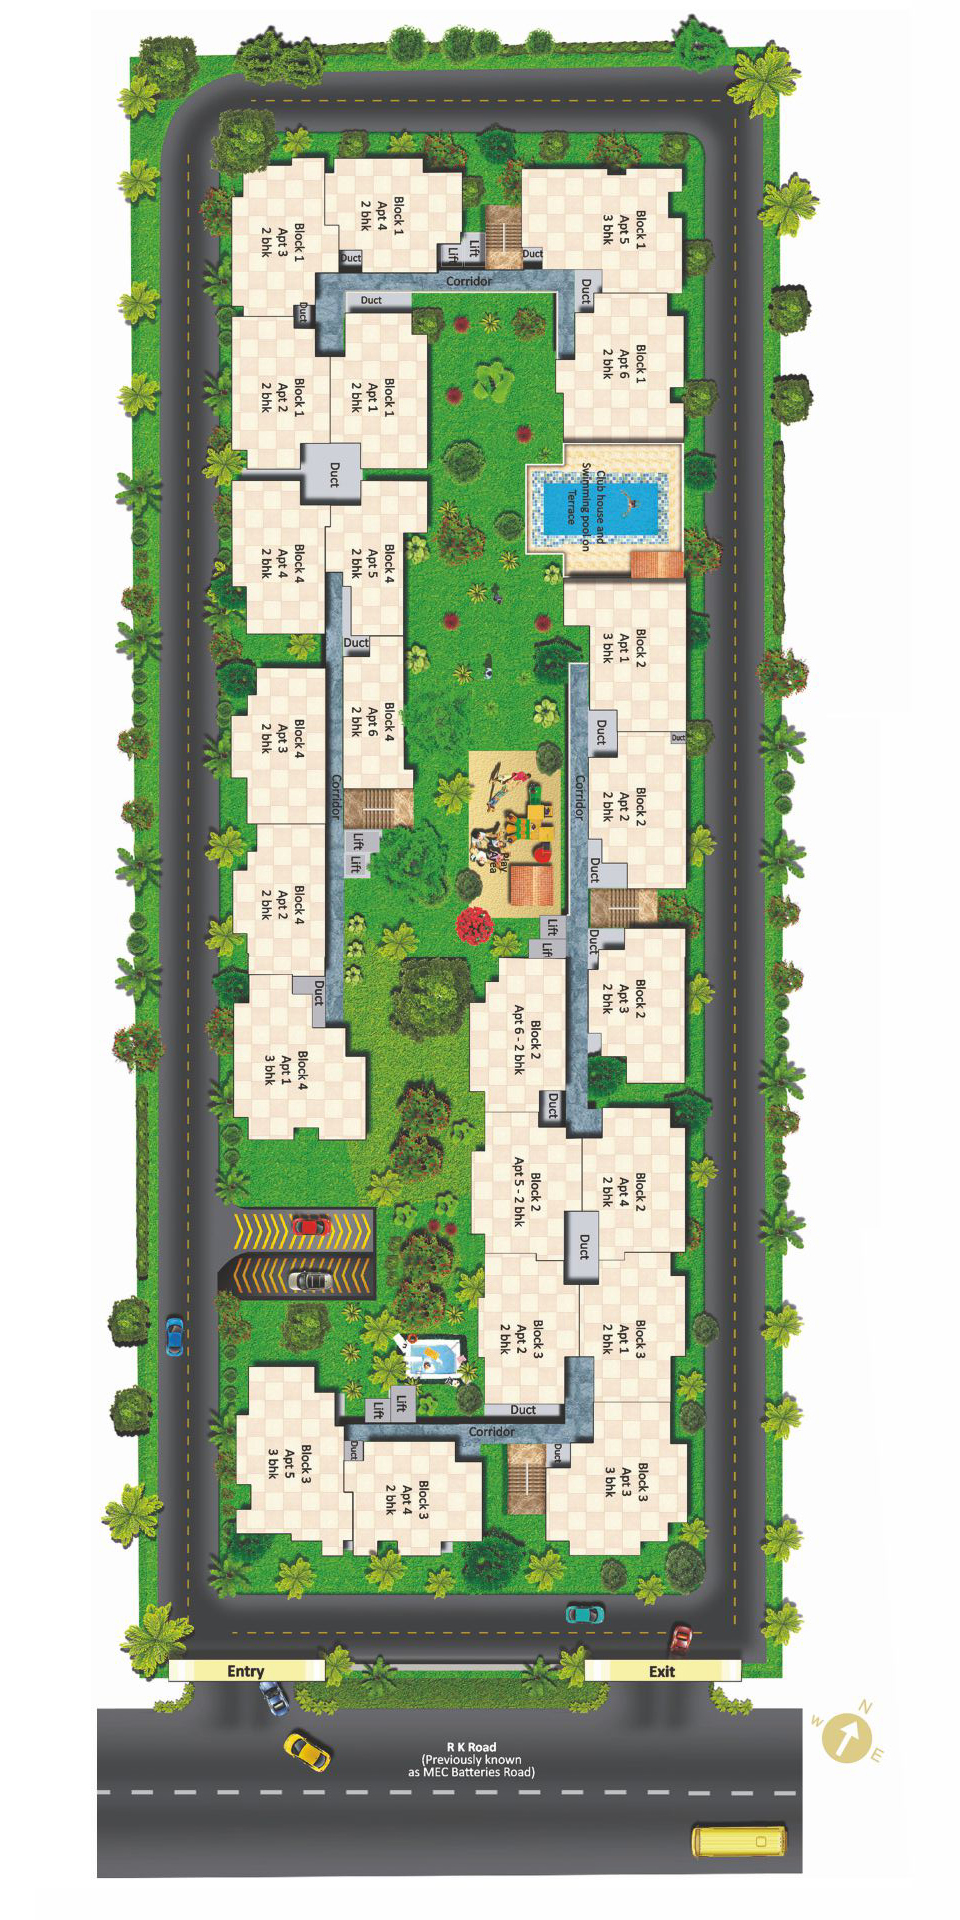 Block 1
Apt 3
2 bhk
Block 1
Apt 4
2 bhk
Duct
Lift
Lift
Duct
Block 1
Apt 5
3 bhk
Corridor
Duct
Duct
Duct
Block 1
Apt 2
2 bhk
Block 1
Apt 1
2 bhk
Block 1
Apt 6
2 bhk
Duct
Club house and
Swimming pool on
Terrace
Block 4
Apt 4
2 bhk
Block 4
Apt 5
2 bhk
Duct
Block 2
Apt 1
3 bhk
Block 4
Apt 3
2 bhk
Block 4
Apt 6
2 bhk
Duct
Duct
Block 2
Apt 2
2 bhk
Corridor
Corridor
Lift
Lift
Play
Area
Duct
Block 4
Apt 2
2 bhk
Lift
Lift
Duct
Block 2
Apt 3
2 bhk
Duct
Block 4
Apt 1
3 bhk
Block 2
Apt 6 - 2 bhk
Duct
Block 2
Apt 5 - 2 bhk
Block 2
Apt 4
2 bhk
Duct
Block 3
Apt 2
2 bhk
Block 3
Apt 1
2 bhk
Lift
Lift
Duct
Corridor
Duct
Duct
Block 3
Apt 5
3 bhk
Block 3
Apt 4
2 bhk
Block 3
Apt 3
3 bhk
Entry
Exit
R K Road
(Previously known
as MEC Batteries Road)
N
W
E